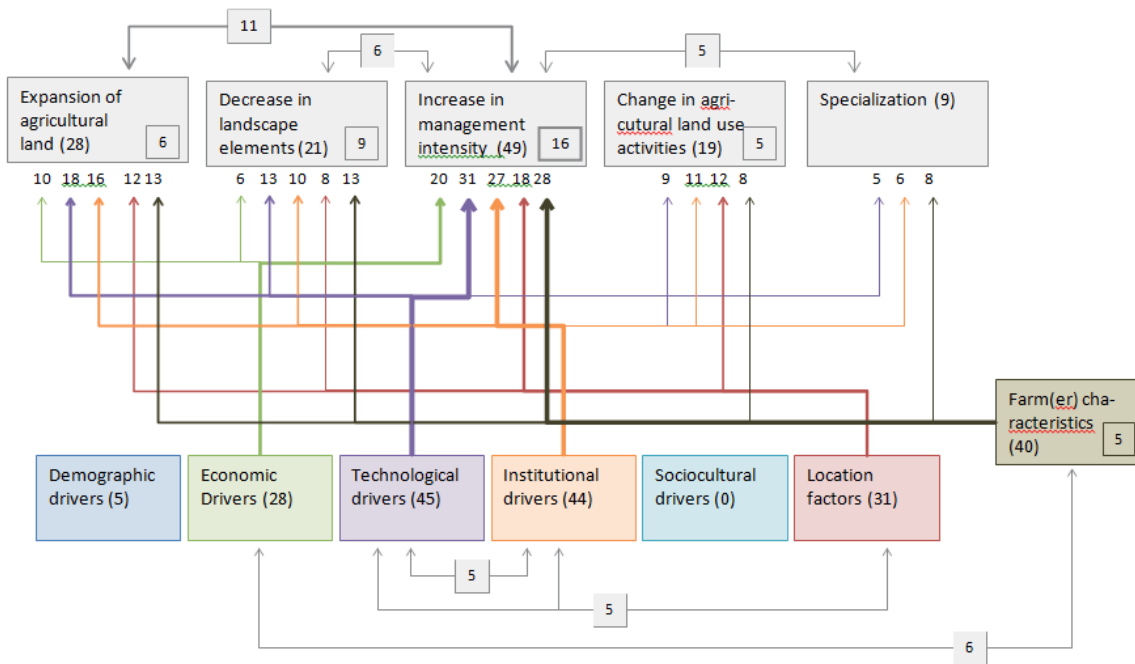 11
6
5
Expansion of
agricultural
land (28)
6
Decrease in
landscape
elements (21)
9
Increase in
management
intensity (49)
16
Change in agri-
cutural land use
activities (19)
5
Specialization (9)
10 18 16 12 13
6 13 10 8 13
20 31 27 18 28
9 11 12 8
5 6 8
Farm(er) cha-
racteristics
(40)
5
Demographic
drivers (5)
Economic
Drivers (28)
Technological
drivers (45)
Institutional
drivers (44)
Sociocultural
drivers (0)
Location
factors (31)
5
5
6